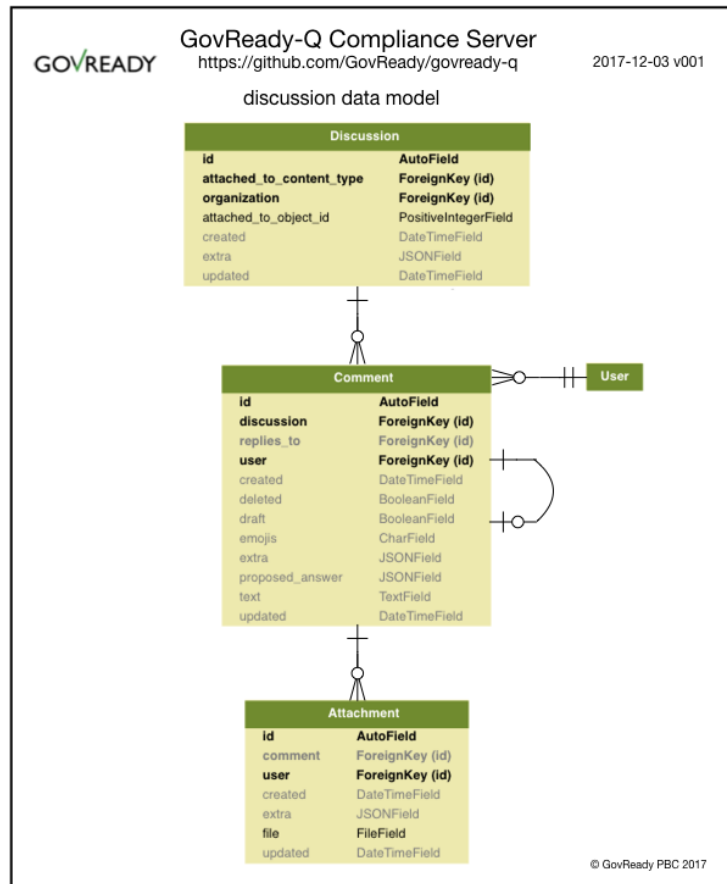 GovReady-Q Compliance Server
GOVREADY
https://github.com/GovReady/govready-q
2017-12-03 v001
discussion data model
Discussion
id AutoField
attached_to_content_type ForeignKey (id)
organization ForeignKey (id)
attached_to_object_id PositiveIntegerField
created DateTimeField
extra JSONField
updated DateTimeField
Comment
User
id AutoField
discussion ForeignKey (id)
replies_to ForeignKey (id)
user ForeignKey (id)
created DateTimeField
deleted BooleanField
draft BooleanField
emojis CharField
extra JSONField
proposed_answer JSONField
text TextField
updated DateTimeField
Attachment
id AutoField
comment ForeignKey (id)
user ForeignKey (id)
created DateTimeField
extra JSONField
file FileField
updated DateTimeField
© GovReady PBC 2017